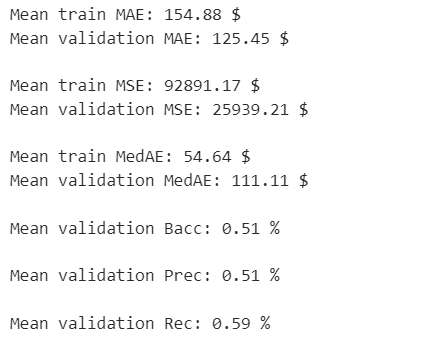 Mean train MAE: 154.88 $
Mean validation MAE: 125.45 $
Mean train MSE: 92891.17 $
Mean validation MSE: 25939.21 $
Mean train MedAE: 54.64 $
Mean validation MedAE: 111.11 $
Mean validation Bacc: 0.51 %
Mean validation Prec: 0.51 %
Mean validation Rec: 0.59 %